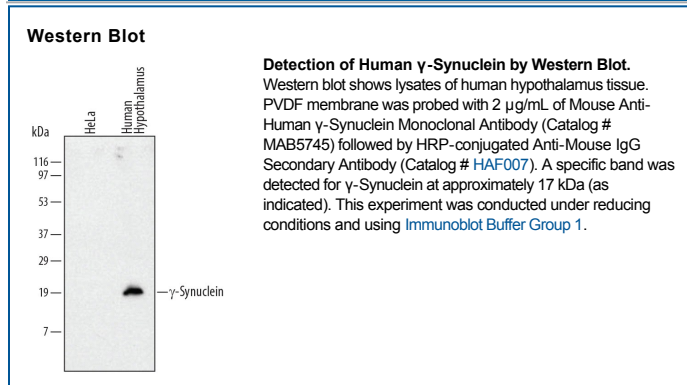 Western Blot
Detection of Human γ-Synuclein by Western Blot.
Western blot shows lysates of human hypothalamus tissue.
PVDF membrane was probed with 2 µg/mL of Mouse Anti-
Human γ-Synuclein Monoclonal Antibody (Catalog #
MAB5745) followed by HRP-conjugated Anti-Mouse IgG
Secondary Antibody (Catalog # HAF007). A specific band was
detected for γ-Synuclein at approximately 17 kDa (as
indicated). This experiment was conducted under reducing
conditions and using Immunoblot Buffer Group 1.
kDa
HeLa
Human
Hypothalamus
116
97
53
37
29
19
γ-Synuclein
7